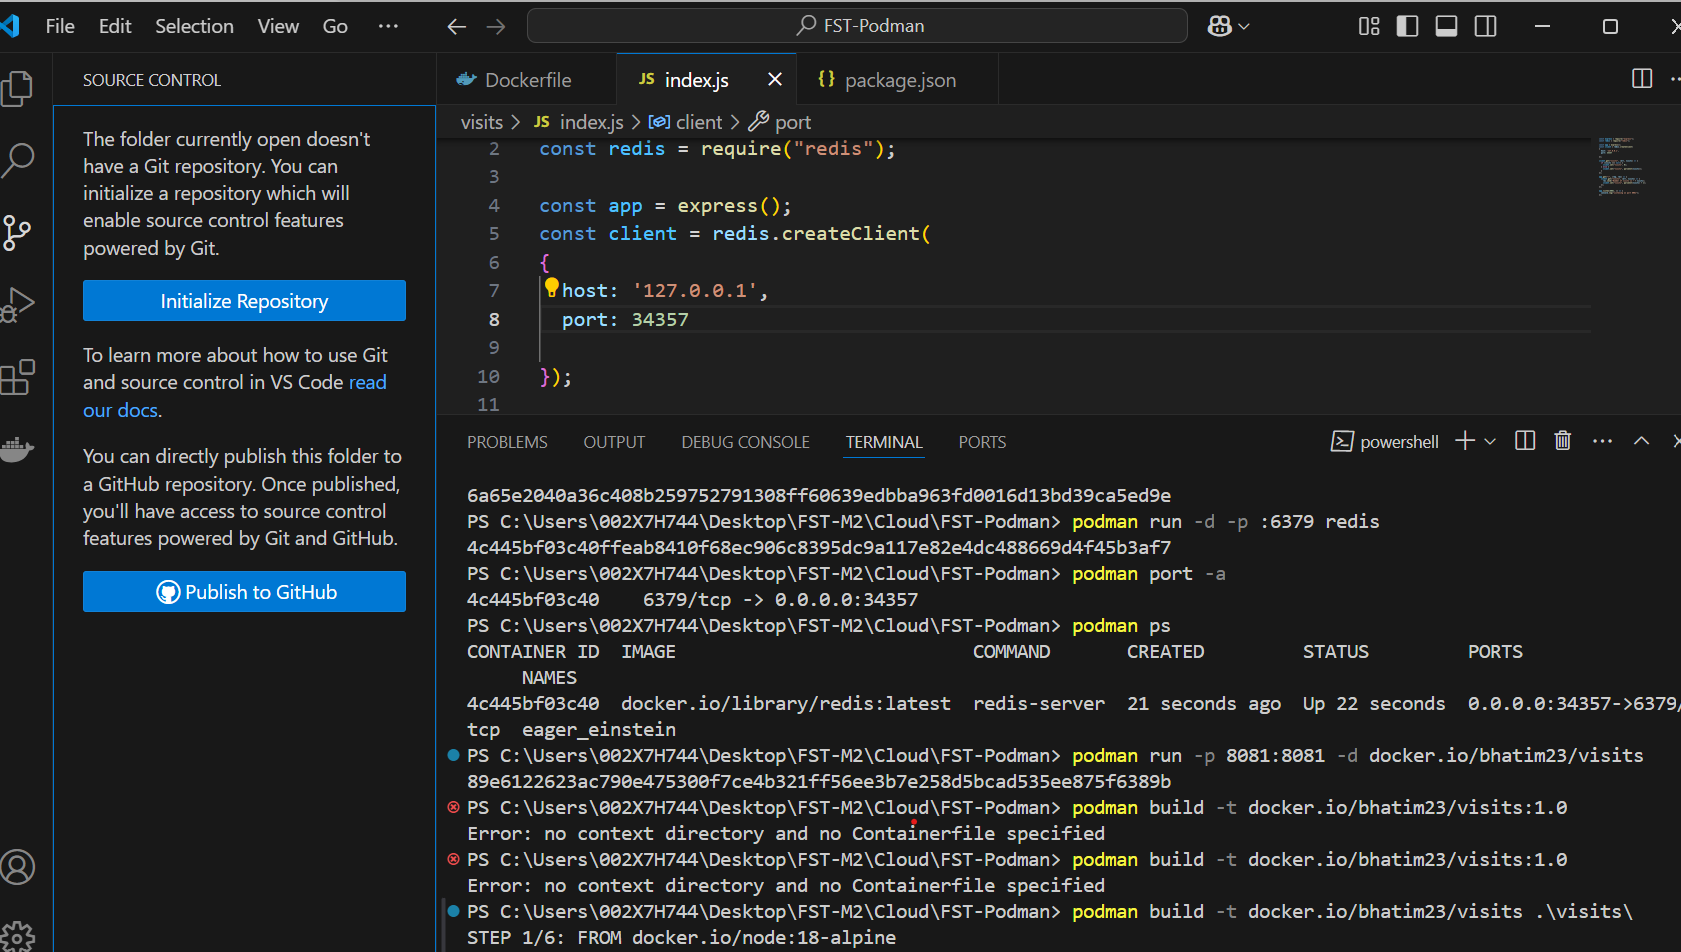 File Edit Selection View Go ···
FST-Podman
SOURCE CONTROL
The folder currently open doesn't
have a Git repository. You can
initialize a repository which will
enable source control features
powered by Git.
Initialize Repository
To learn more about how to use Git
and source control in VS Code read
our docs.
You can directly publish this folder to
a GitHub repository. Once published,
you'll have access to source control
features powered by Git and GitHub.
Publish to GitHub
Dockerfile JS index.js {} package.json
visits > JS index.js > client > port
2 const redis = require("redis");
3
4 const app = express();
5 const client = redis.createClient(
6 {
7 host: '127.0.0.1',
8 port: 34357
9
10 });
11
PROBLEMS OUTPUT DEBUG CONSOLE TERMINAL PORTS powershell
6a65e2040a36c408b259752791308ff60639edbba963fd0016d13bd39ca5ed9e
PS C:\Users\002X7H744\Desktop\FST-M2\Cloud\FST-Podman> podman run -d -p :6379 redis
4c445bf03c40ffeab8410f68ec906c8395dc9a117e82e4dc488669d4f45b3af7
PS C:\Users\002X7H744\Desktop\FST-M2\Cloud\FST-Podman> podman port -a
4c445bf03c40 6379/tcp -> 0.0.0.0:34357
PS C:\Users\002X7H744\Desktop\FST-M2\Cloud\FST-Podman> podman ps
CONTAINER ID IMAGE COMMAND CREATED STATUS PORTS
NAMES
4c445bf03c40 docker.io/library/redis:latest redis-server 21 seconds ago Up 22 seconds 0.0.0.0:34357->6379/
tcp eager_einstein
PS C:\Users\002X7H744\Desktop\FST-M2\Cloud\FST-Podman> podman run -p 8081:8081 -d docker.io/bhatim23/visits
89e6122623ac790e475300f7ce4b321ff56ee3b7e258d5bcad535ee875f6389b
PS C:\Users\002X7H744\Desktop\FST-M2\Cloud\FST-Podman> podman build -t docker.io/bhatim23/visits:1.0
Error: no context directory and no Containerfile specified
PS C:\Users\002X7H744\Desktop\FST-M2\Cloud\FST-Podman> podman build -t docker.io/bhatim23/visits:1.0
Error: no context directory and no Containerfile specified
PS C:\Users\002X7H744\Desktop\FST-M2\Cloud\FST-Podman> podman build -t docker.io/bhatim23/visits .\visits\
STEP 1/6: FROM docker.io/node:18-alpine